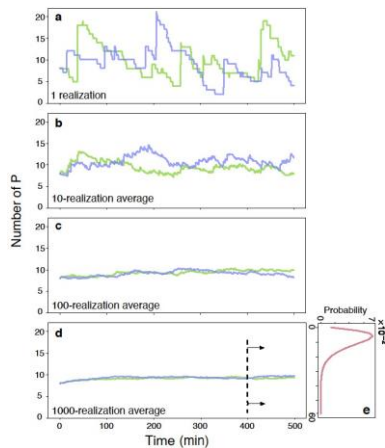 a
20
15
10
5
0
1 realization
b
20
15
10
5
0
10-realization average
Number of P
c
20
15
10
5
0
100-realization average
d
20
15
10
5
0
1000-realization average
0 100 200 300 400 500
Time (min)
Probability
0 7
×10⁻²
0
60
e